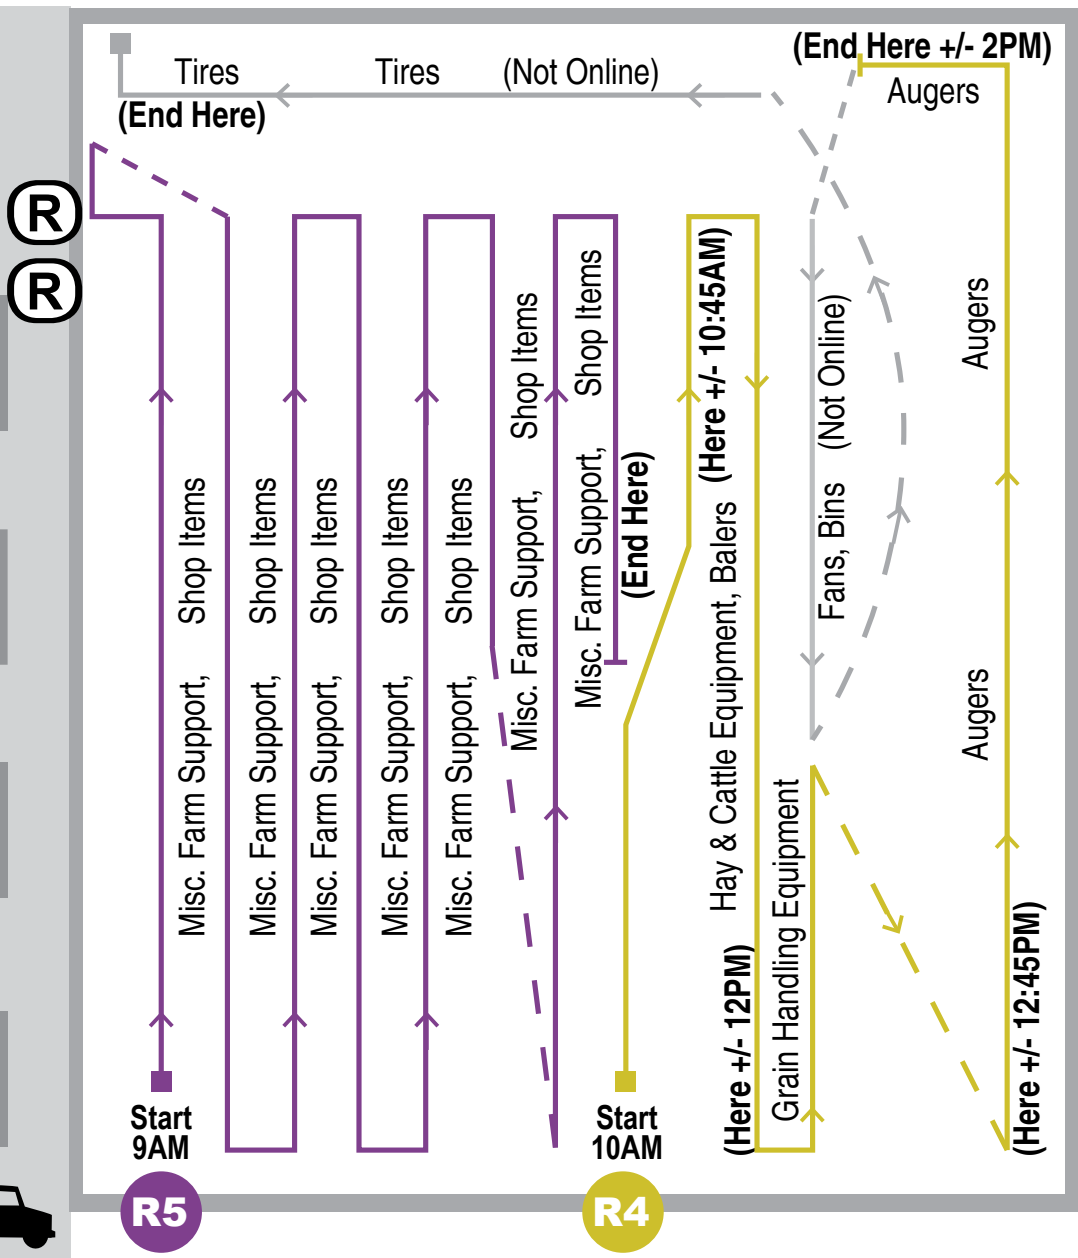 (End Here +/- 2PM)
Tires
Tires
(Not Online)
Augers
(End Here)
R
R
Misc. Farm Support, Shop Items
Misc. Farm Support, Shop Items
Misc. Farm Support, Shop Items
Misc. Farm Support, Shop Items
Misc. Farm Support, Shop Items
Misc. Farm Support, Shop Items
Misc. Farm Support, Shop Items
(End Here)
(Here +/- 10:45AM)
Hay & Cattle Equipment, Balers
(Here +/- 12PM)
Grain Handling Equipment
Fans, Bins (Not Online)
Augers
Augers
(Here +/- 12:45PM)
Start
9AM
Start
10AM
R5
R4